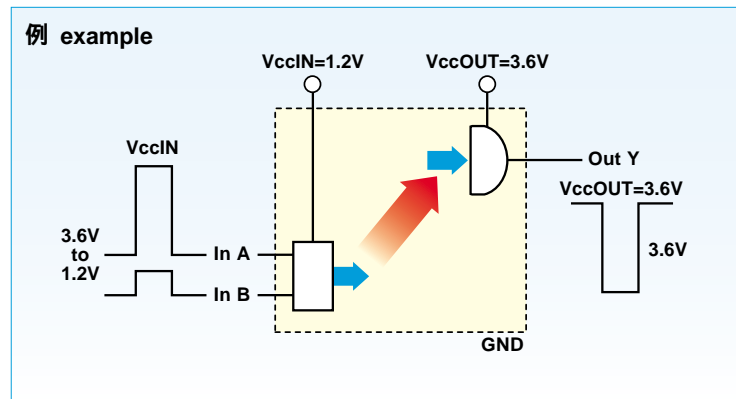 例 example
VccIN=1.2V
VccOUT=3.6V
VccIN
Out Y
VccOUT=3.6V
3.6V
to
1.2V
In A
In B
3.6V
GND